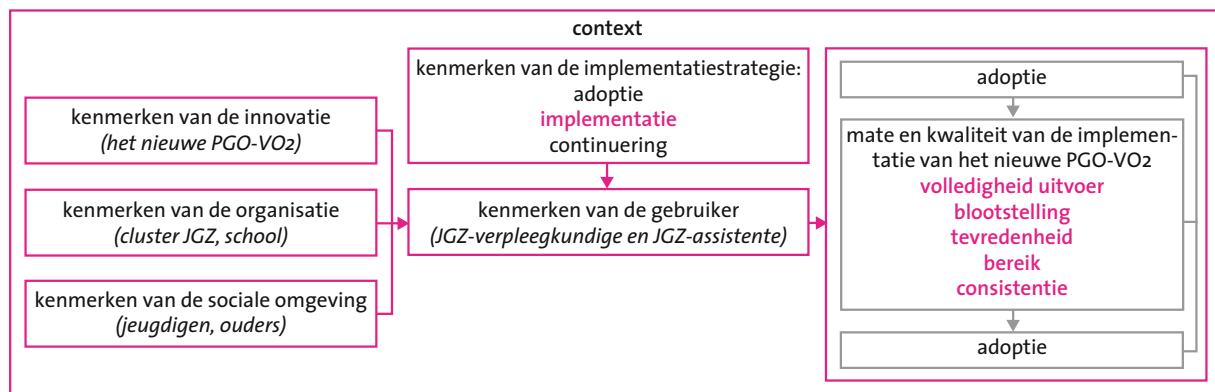 context
kenmerken van de innovatie
(het nieuwe PGO-VO2)
kenmerken van de organisatie
(cluster JGZ, school)
kenmerken van de sociale omgeving
(jeugdigen, ouders)
kenmerken van de implementatiestrategie:
adoptie
implementatie
continuering
kenmerken van de gebruiker
(JGZ-verpleegkundige en JGZ-assistente)
adoptie
mate en kwaliteit van de implemen-
tatie van het nieuwe PGO-VO2
volledigheid uitvoer
blootstelling
tevredenheid
bereik
consistentie
adoptie